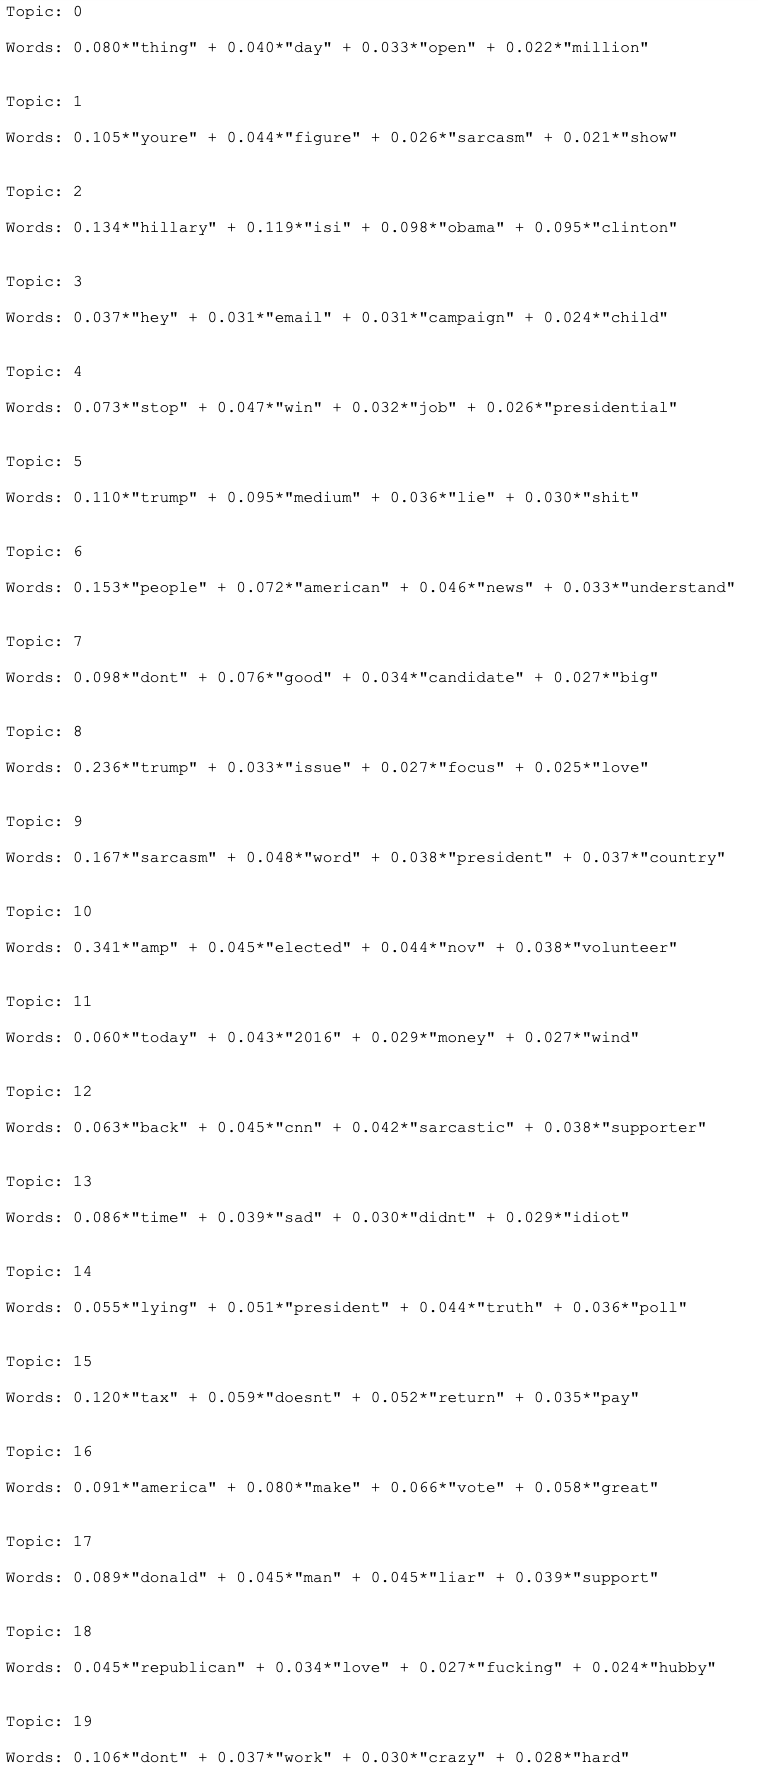 Topic: 0
Words: 0.080*"thing" + 0.040*"day" + 0.033*"open" + 0.022*"million"
Topic: 1
Words: 0.105*"youre" + 0.044*"figure" + 0.026*"sarcasm" + 0.021*"show"
Topic: 2
Words: 0.134*"hillary" + 0.119*"isi" + 0.098*"obama" + 0.095*"clinton"
Topic: 3
Words: 0.037*"hey" + 0.031*"email" + 0.031*"campaign" + 0.024*"child"
Topic: 4
Words: 0.073*"stop" + 0.047*"win" + 0.032*"job" + 0.026*"presidential"
Topic: 5
Words: 0.110*"trump" + 0.095*"medium" + 0.036*"lie" + 0.030*"shit"
Topic: 6
Words: 0.153*"people" + 0.072*"american" + 0.046*"news" + 0.033*"understand"
Topic: 7
Words: 0.098*"dont" + 0.076*"good" + 0.034*"candidate" + 0.027*"big"
Topic: 8
Words: 0.236*"trump" + 0.033*"issue" + 0.027*"focus" + 0.025*"love"
Topic: 9
Words: 0.167*"sarcasm" + 0.048*"word" + 0.038*"president" + 0.037*"country"
Topic: 10
Words: 0.341*"amp" + 0.045*"elected" + 0.044*"nov" + 0.038*"volunteer"
Topic: 11
Words: 0.060*"today" + 0.043*"2016" + 0.029*"money" + 0.027*"wind"
Topic: 12
Words: 0.063*"back" + 0.045*"cnn" + 0.042*"sarcastic" + 0.038*"supporter"
Topic: 13
Words: 0.086*"time" + 0.039*"sad" + 0.030*"didnt" + 0.029*"idiot"
Topic: 14
Words: 0.055*"lying" + 0.051*"president" + 0.044*"truth" + 0.036*"poll"
Topic: 15
Words: 0.120*"tax" + 0.059*"doesnt" + 0.052*"return" + 0.035*"pay"
Topic: 16
Words: 0.091*"america" + 0.080*"make" + 0.066*"vote" + 0.058*"great"
Topic: 17
Words: 0.089*"donald" + 0.045*"man" + 0.045*"liar" + 0.039*"support"
Topic: 18
Words: 0.045*"republican" + 0.034*"love" + 0.027*"fucking" + 0.024*"hubby"
Topic: 19
Words: 0.106*"dont" + 0.037*"work" + 0.030*"crazy" + 0.028*"hard"